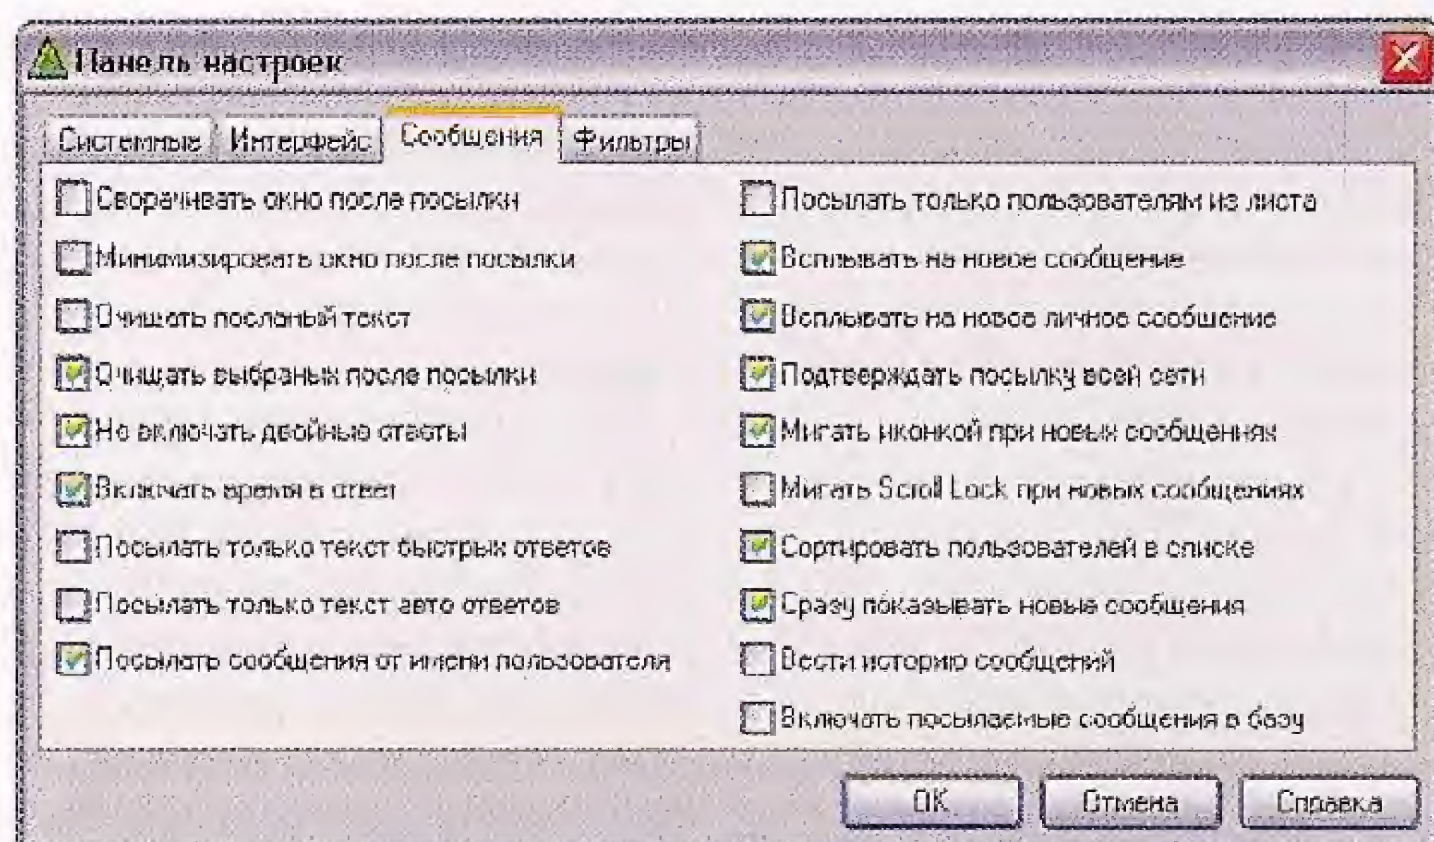 Панель настроек
Системные Интерфейс Сообщения Фильтры
Сворачивать окно после посылки
Минимизировать окно после посылки
Очищать посланый текст
Очищать выбраных после посылки
Не включать двойные ответы
Включать время в ответ
Посылать только текст быстрых ответов
Посылать только текст авто ответов
Посылать сообщения от имени пользователя
Посылать только пользователям из листа
Всплывать на новое сообщение
Всплывать на новое личное сообщение
Подтверждать посылку всей сети
Мигать иконкой при новых сообщениях
Мигать Scroll Lock при новых сообщениях
Сортировать пользователей в списке
Сразу показывать новые сообщения
Вести историю сообщений
Включать посылаемые сообщения в базу
OK Отмена Справка